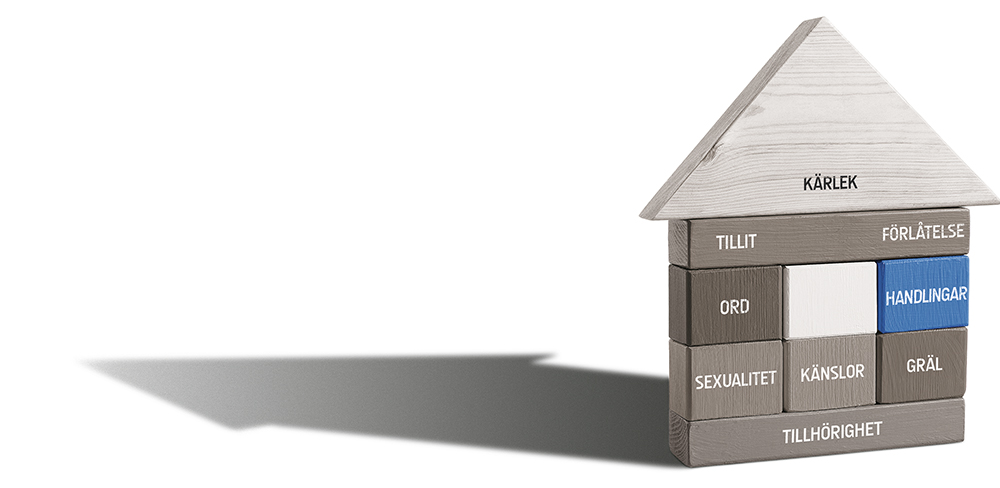 KÄRLEK
TILLIT FÖRLÅTELSE
ORD HANDLINGAR
SEXUALITET KÄNSLOR GRÄL
TILLHÖRIGHET